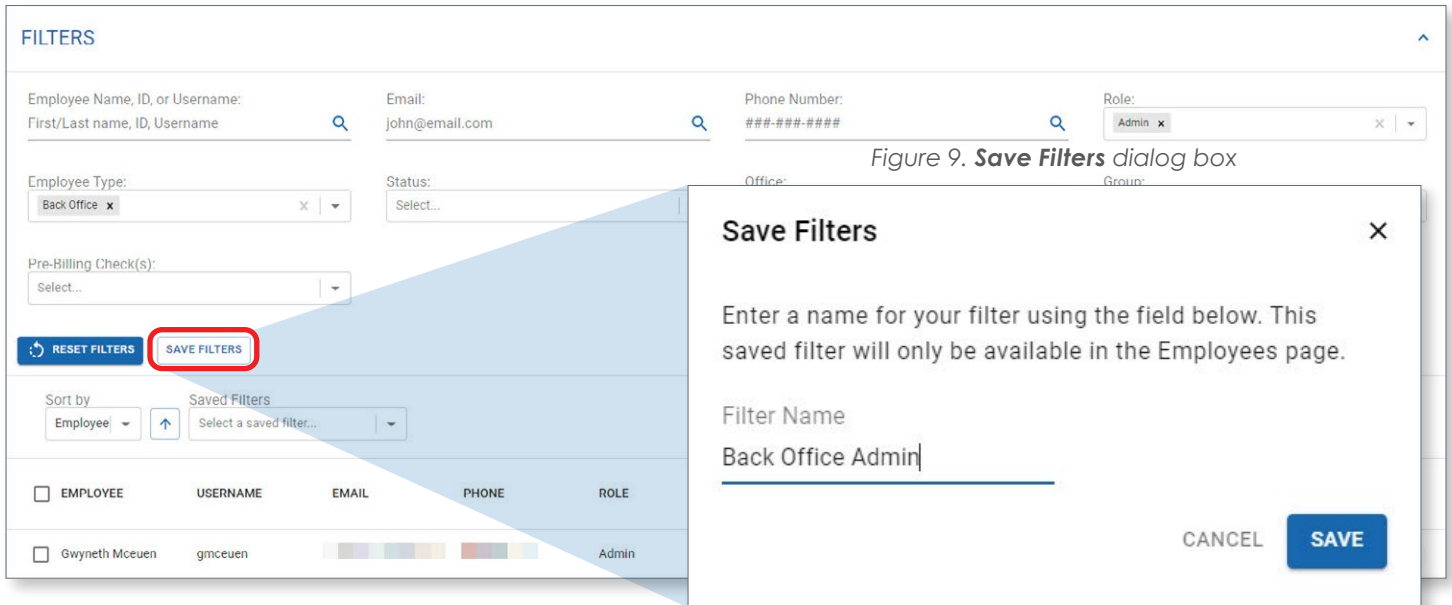 FILTERS
Employee Name, ID, or Username:
First/Last name, ID, Username
Email:
john@email.com
Phone Number:
###-###-####
Role:
Admin x
Figure 9. Save Filters dialog box
Employee Type:
Back Office x
Status:
Select...
Office:
Group:
Pre-Billing Check(s):
Select...
RESET FILTERS
SAVE FILTERS
Sort by
Employee
Saved Filters
Select a saved filter...
EMPLOYEE USERNAME EMAIL PHONE ROLE
Gwyneth Mceuen gmceuen Admin
Save Filters
Enter a name for your filter using the field below. This
saved filter will only be available in the Employees page.
Filter Name
Back Office Admin
CANCEL SAVE